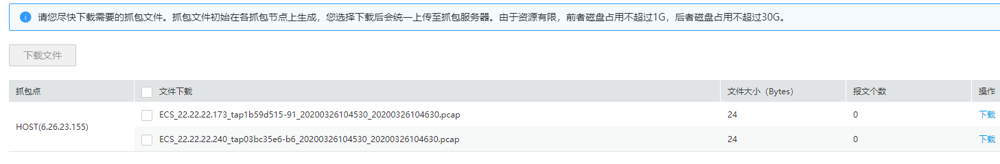 请您尽快下载需要的抓包文件。抓包文件初始在各抓包节点上生成，您选择下载后会统一上传至抓包服务器。由于资源有限，前者磁盘占用不超过1G，后者磁盘占用不超过30G。
下载文件
抓包点 文件下载 文件大小（Bytes） 报文个数 操作
HOST(6.26.23.155)
ECS_22.22.22.173_tap1b59d515-91_20200326104530_20200326104630.pcap 24 0 下载
ECS_22.22.22.240_tap03bc35e6-b6_20200326104530_20200326104630.pcap 24 0 下载